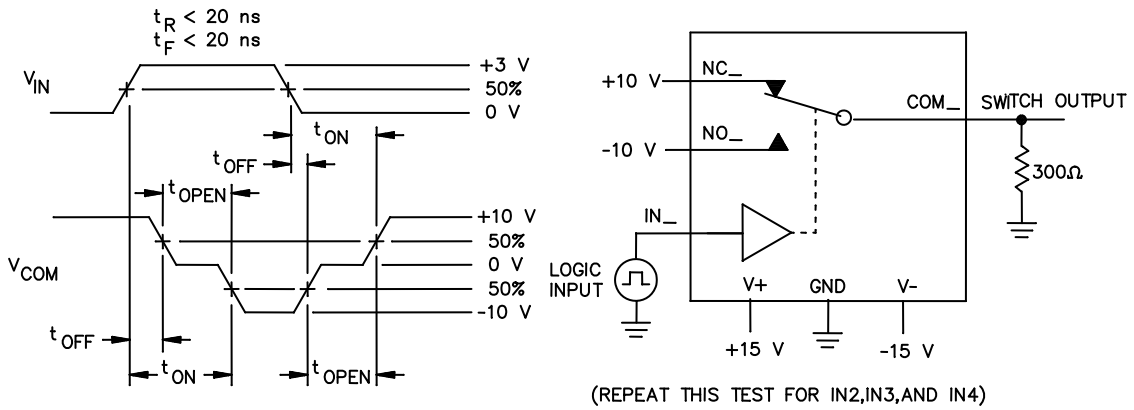 tR < 20 ns
tF < 20 ns
VIN
+3 V
50%
0 V
tON
tOFF
tOPEN
+10 V
50%
0 V
50%
-10 V
VCOM
tOFF
tON
tOPEN
+10 V
NC_
COM_
SWITCH OUTPUT
-10 V
NO_
300Ω
IN_
LOGIC
INPUT
V+
GND
V-
+15 V
-15 V
(REPEAT THIS TEST FOR IN2,IN3,AND IN4)